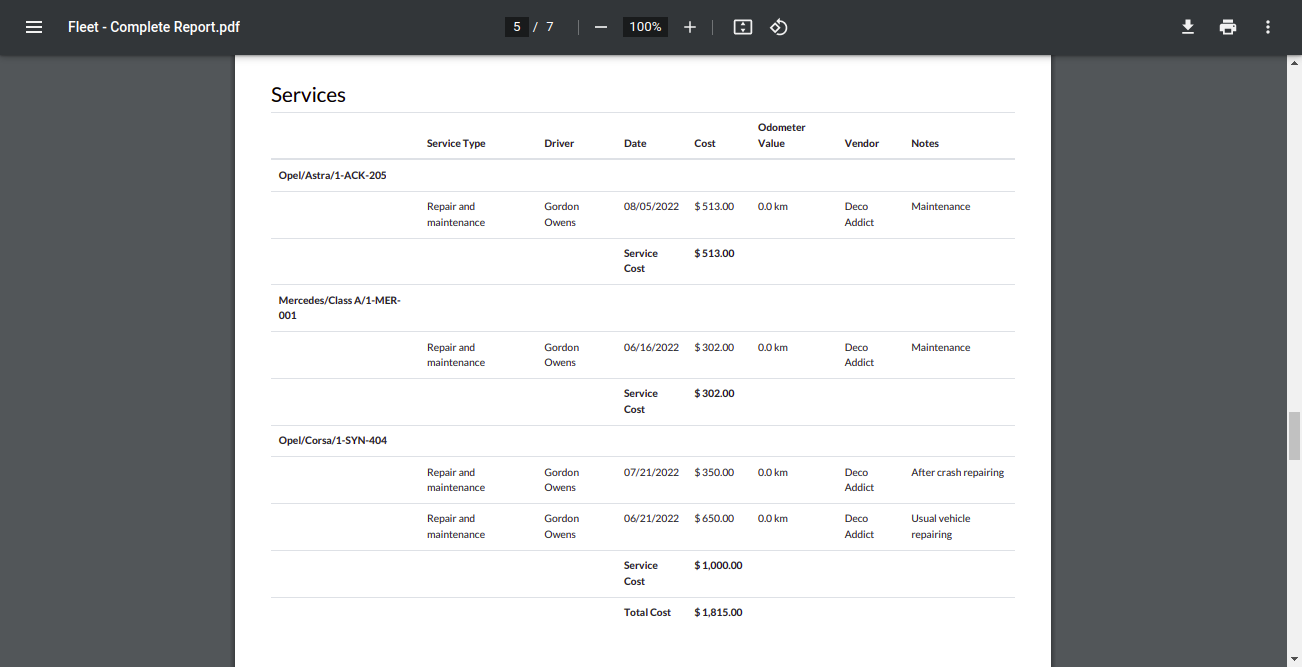 Fleet - Complete Report.pdf
5 / 7
100%
Services
Odometer
Service Type Driver Date Cost Value Vendor Notes
Opel/Astra/1-ACK-205
Repair and Gordon 08/05/2022 $ 513.00 0.0 km Deco Maintenance
maintenance Owens Addict
Service $ 513.00
Cost
Mercedes/Class A/1-MER-
001
Repair and Gordon 06/16/2022 $ 302.00 0.0 km Deco Maintenance
maintenance Owens Addict
Service $ 302.00
Cost
Opel/Corsa/1-SYN-404
Repair and Gordon 07/21/2022 $ 350.00 0.0 km Deco After crash repairing
maintenance Owens Addict
Repair and Gordon 06/21/2022 $ 650.00 0.0 km Deco Usual vehicle
maintenance Owens Addict repairing
Service $ 1,000.00
Cost
Total Cost $ 1,815.00